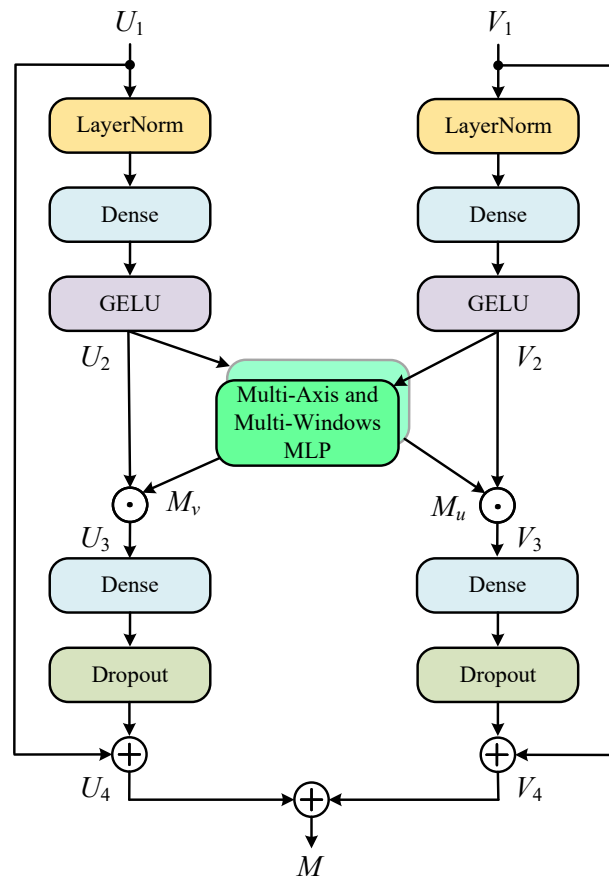 U1 V1
LayerNorm LayerNorm
Dense Dense
GELU GELU
U2 V2
Multi-Axis and
Multi-Windows
MLP
Mv Mu
U3 V3
Dense Dense
Dropout Dropout
U4 V4
M